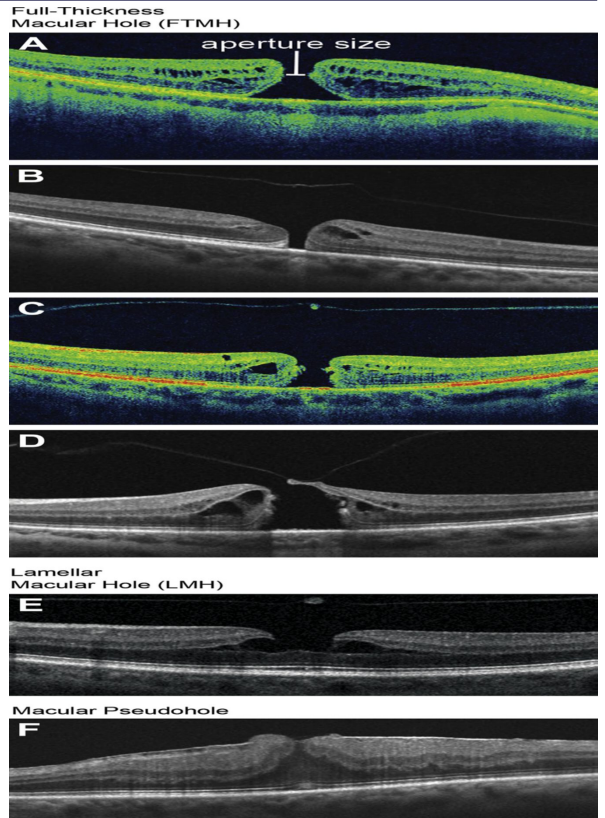 Full-Thickness
Macular Hole (FTMH)
A
aperture size
B
C
D
Lamellar
Macular Hole (LMH)
E
Macular Pseudohole
F